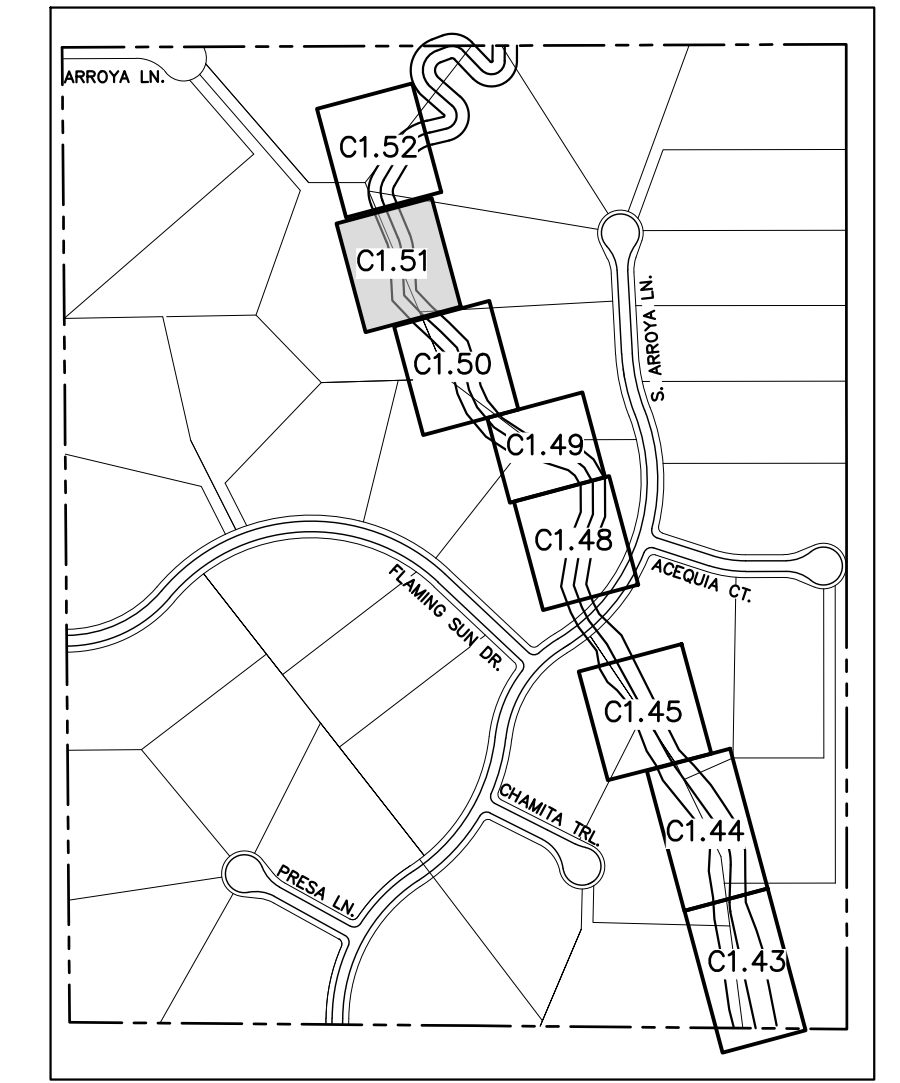 ARROYA LN.
C1.52
C1.51
S. ARROYA LN.
C1.50
C1.49
C1.48
ACEQUIA CT.
FLAMING SUN DR.
C1.45
CHAMITA TRL.
C1.44
PRESA LN.
C1.43